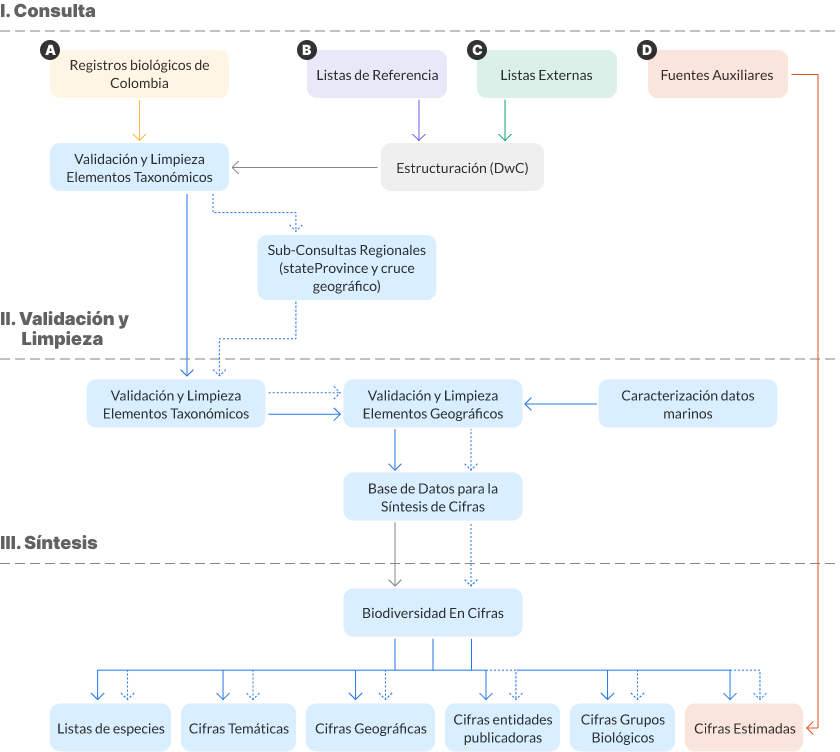 I. Consulta
A
B
C
D
Registros biológicos de
Colombia
Listas de Referencia
Listas Externas
Fuentes Auxiliares
Validación y Limpieza
Elementos Taxonómicos
Estructuración (DwC)
Sub-Consultas Regionales
(stateProvince y cruce
geográfico)
II. Validación y
Limpieza
Validación y Limpieza
Elementos Taxonómicos
Validación y Limpieza
Elementos Geográficos
Caracterización datos
marinos
Base de Datos para la
Síntesis de Cifras
III. Síntesis
Biodiversidad En Cifras
Listas de especies
Cifras Temáticas
Cifras Geográficas
Cifras entidades
publicadoras
Cifras Grupos
Biológicos
Cifras Estimadas